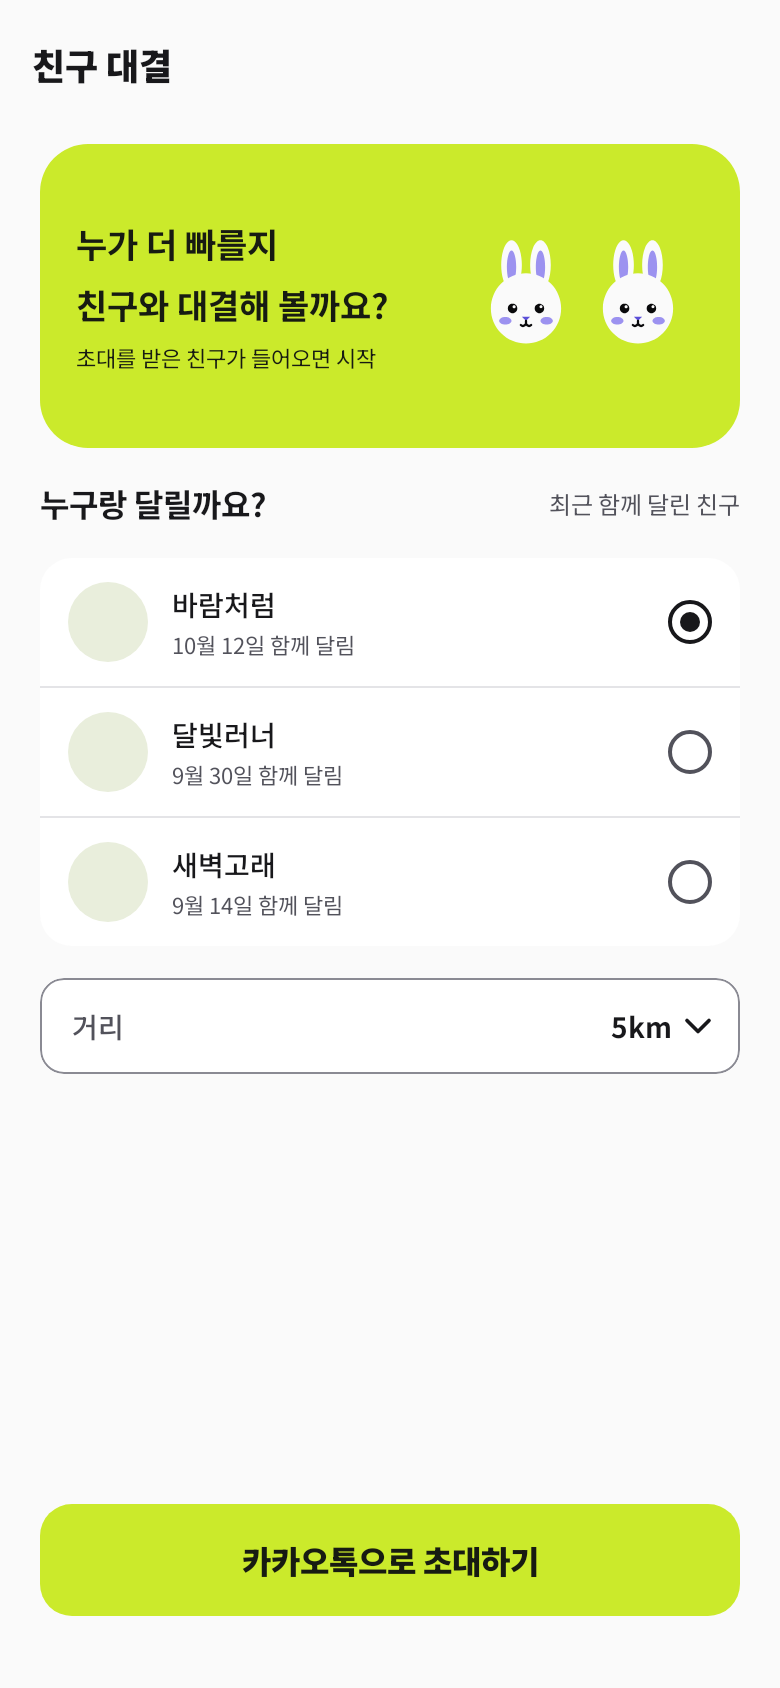 친구 대결
누가 더 빠를지
친구와 대결해 볼까요?
초대를 받은 친구가 들어오면 시작
누구랑 달릴까요?
최근 함께 달린 친구
바람처럼
10월 12일 함께 달림
달빛러너
9월 30일 함께 달림
새벽고래
9월 14일 함께 달림
거리
5km
카카오톡으로 초대하기